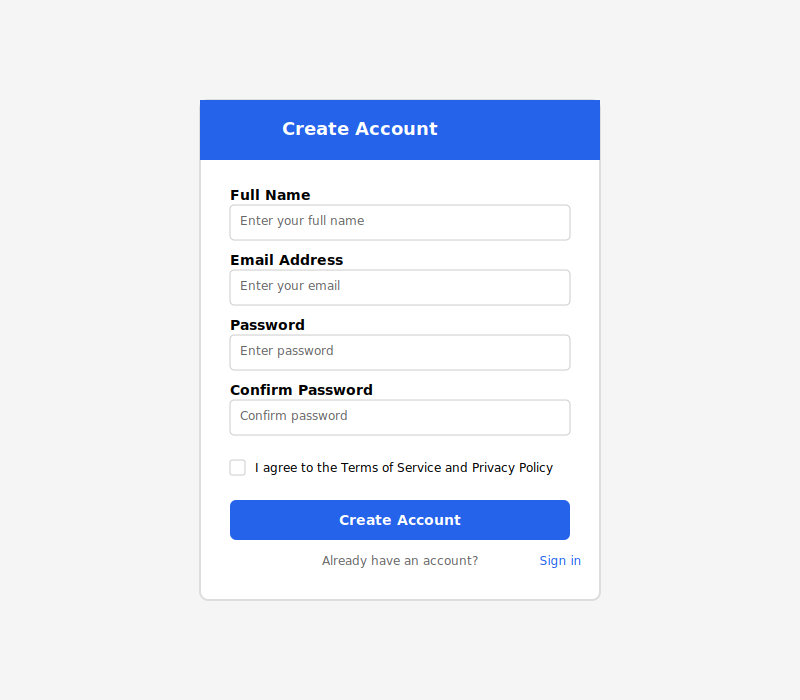 Create Account
Full Name
Enter your full name
Email Address
Enter your email
Password
Enter password
Confirm Password
Confirm password
I agree to the Terms of Service and Privacy Policy
Create Account
Already have an account? Sign in